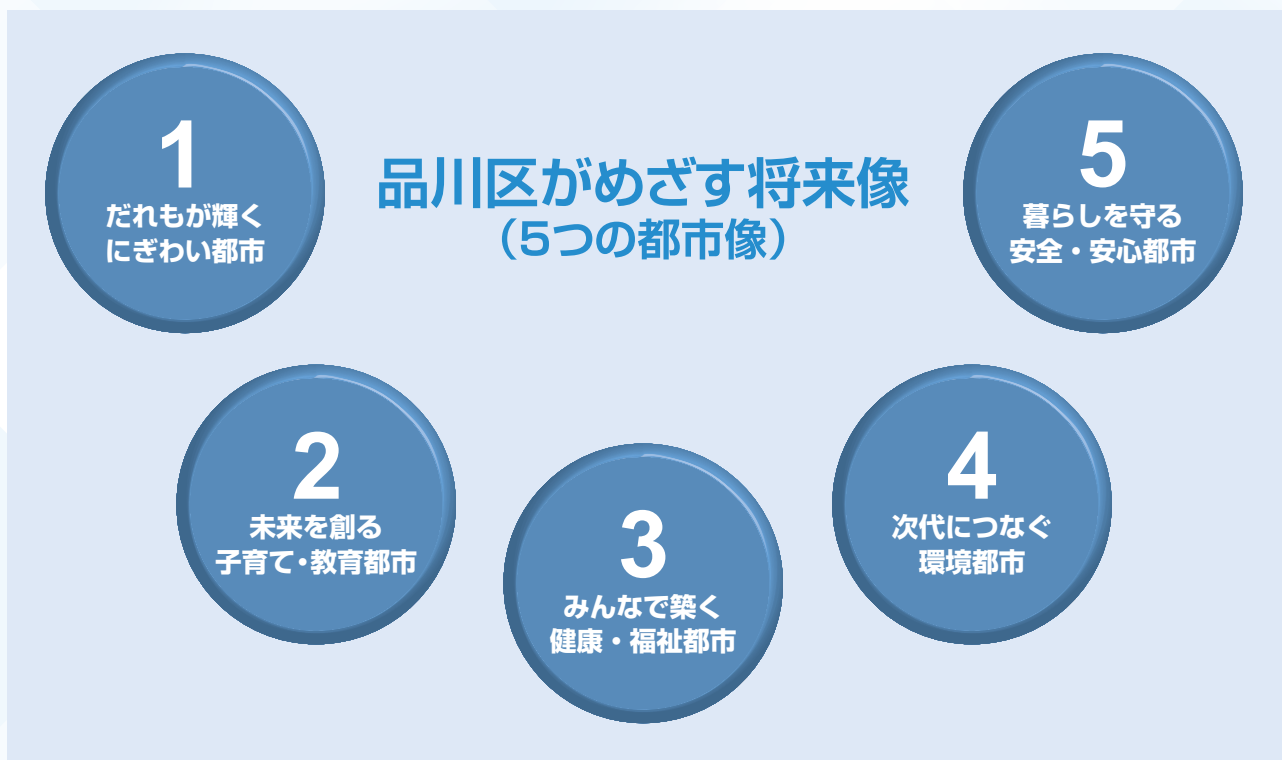 品川区がめざす将来像
（5つの都市像）
1
だれもが輝く
にぎわい都市
2
未来を創る
子育て・教育都市
3
みんなで築く
健康・福祉都市
4
次代につなぐ
環境都市
5
暮らしを守る
安全・安心都市